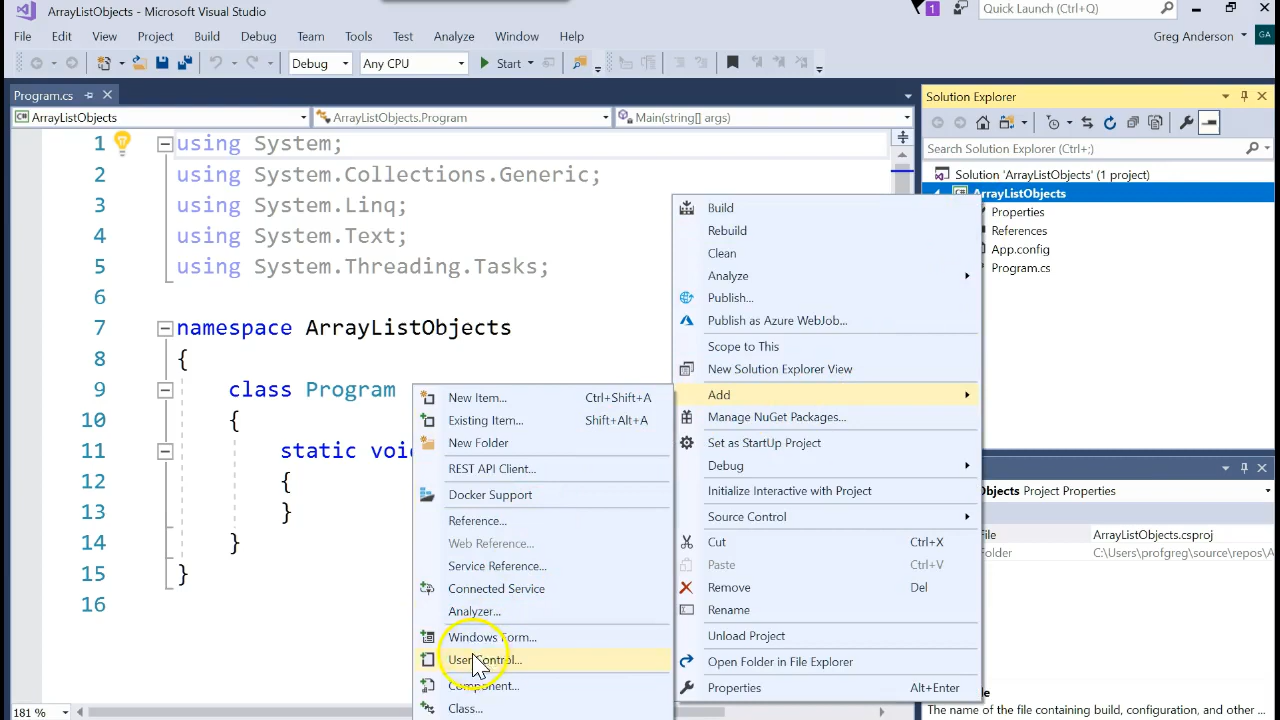 ArrayListObjects - Microsoft Visual Studio
1
Quick Launch (Ctrl+Q)
File Edit View Project Build Debug Team Tools Test Analyze Window Help
Greg Anderson
GA
Debug
Any CPU
Start
Program.cs
ArrayListObjects
ArrayListObjects.Program
Main(string[] args)
1 using System;
2 using System.Collections.Generic;
3 using System.Linq;
4 using System.Text;
5 using System.Threading.Tasks;
6
7 namespace ArrayListObjects
8 {
9 class Program
10 {
11 static voi
12 {
13 }
14 }
15 }
16
181 %
New Item... Ctrl+Shift+A
Existing Item... Shift+Alt+A
New Folder
REST API Client...
Docker Support
Reference...
Web Reference...
Service Reference...
Connected Service
Analyzer...
Windows Form...
User Control...
Component...
Class...
Build
Rebuild
Clean
Analyze
Publish...
Publish as Azure WebJob...
Scope to This
New Solution Explorer View
Add
Manage NuGet Packages...
Set as StartUp Project
Debug
Initialize Interactive with Project
Source Control
Cut Ctrl+X
Paste Ctrl+V
Remove Del
Rename
Unload Project
Open Folder in File Explorer
Properties Alt+Enter
Solution Explorer
Search Solution Explorer (Ctrl+;)
Solution 'ArrayListObjects' (1 project)
ArrayListObjects
Properties
References
App.config
Program.cs
Objects Project Properties
File ArrayListObjects.csproj
Folder C:\Users\profgreg\source\repos\A
The name of the file containing build, configuration, and other ...